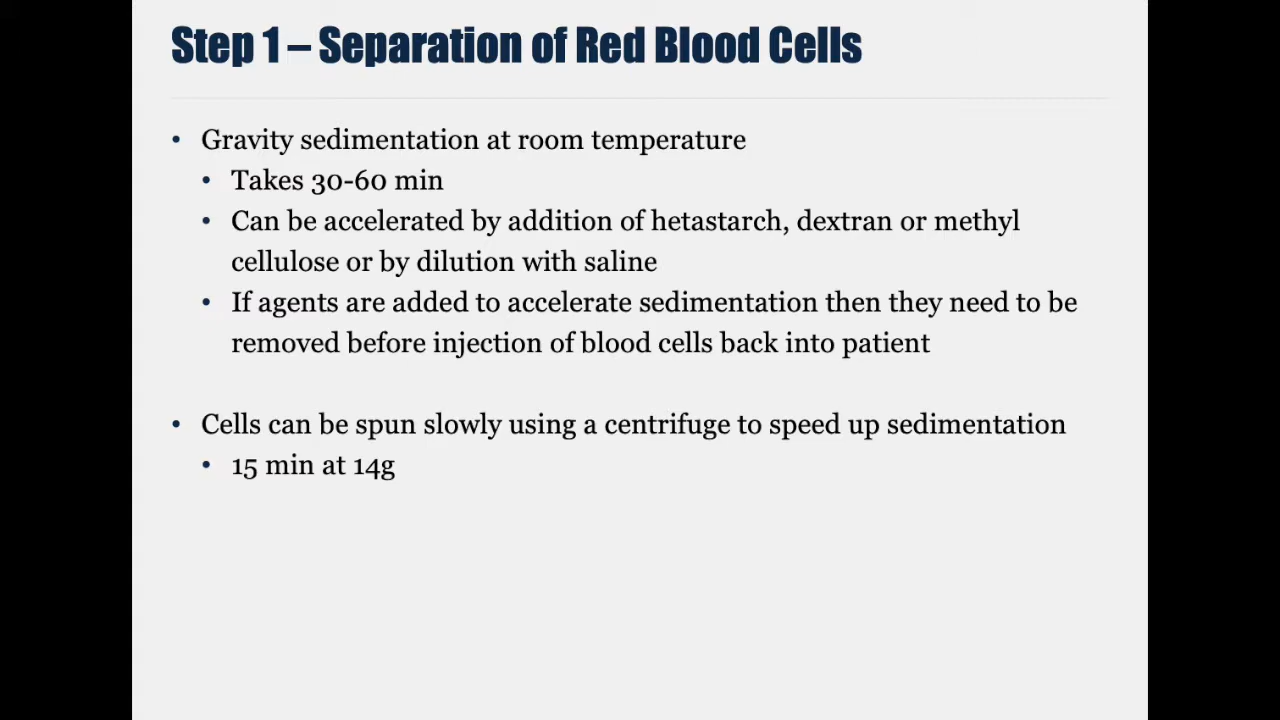 Step 1 – Separation of Red Blood Cells
• Gravity sedimentation at room temperature
• Takes 30-60 min
• Can be accelerated by addition of hetastarch, dextran or methyl
cellulose or by dilution with saline
• If agents are added to accelerate sedimentation then they need to be
removed before injection of blood cells back into patient
• Cells can be spun slowly using a centrifuge to speed up sedimentation
• 15 min at 14g